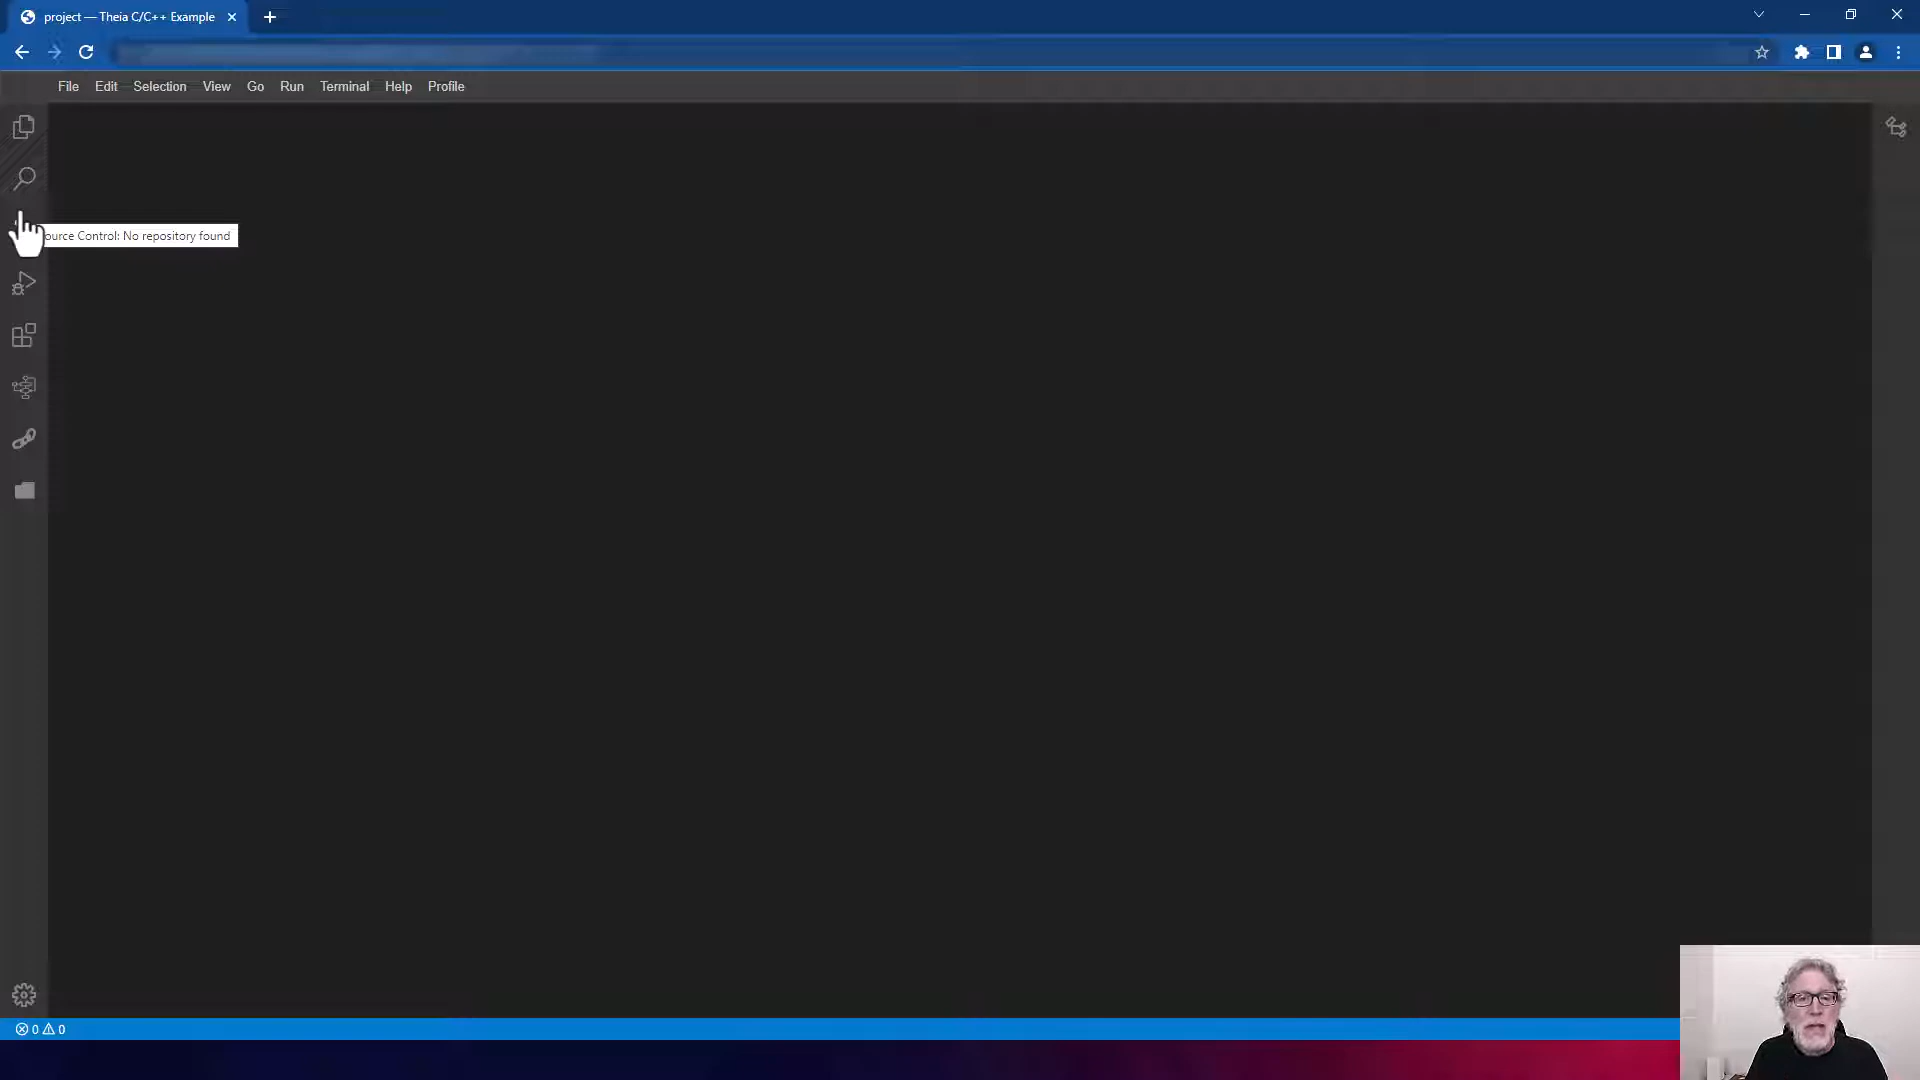 project — Theia C/C++ Example
File Edit Selection View Go Run Terminal Help Profile
ource Control: No repository found
0 0